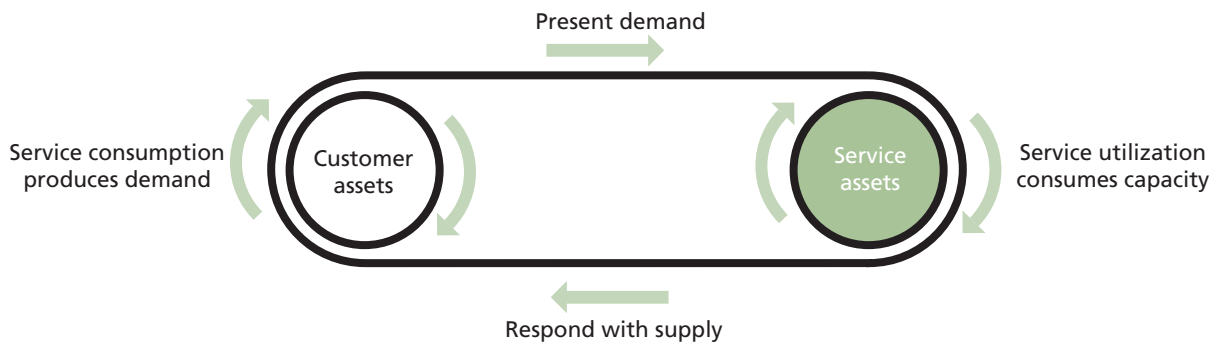 Present demand
Service consumption
produces demand
Customer
assets
Service
assets
Service utilization
consumes capacity
Respond with supply